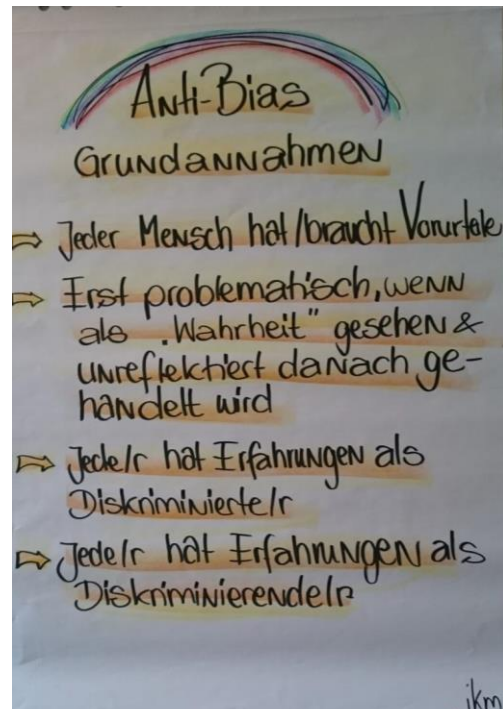 Anti-Bias
Grundannahmen
⇨ Jeder Mensch hat/braucht Vorurteile
⇨ Erst problematisch, wenn
als „Wahrheit" gesehen &
unreflektiert danach ge-
handelt wird
⇨ Jede/r hat Erfahrungen als
Diskriminierte/r
⇨ Jede/r hat Erfahrungen als
Diskriminierende/r
ikm